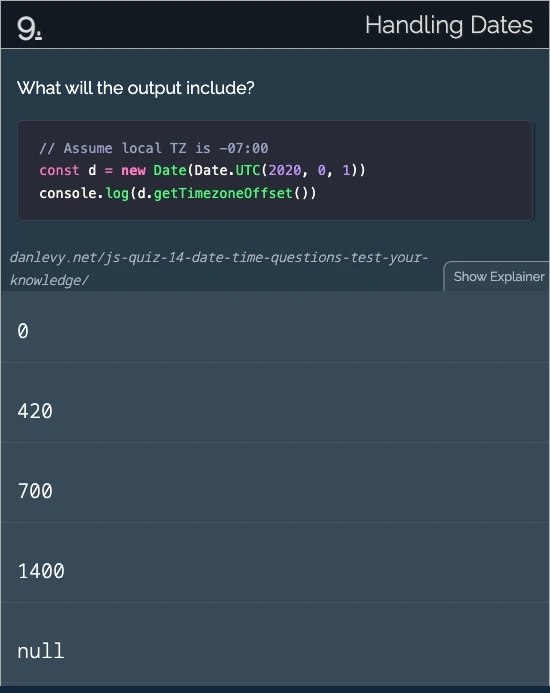 9.
Handling Dates
What will the output include?
// Assume local TZ is -07:00
const d = new Date(Date.UTC(2020, 0, 1))
console.log(d.getTimezoneOffset())
danlevy.net/js-quiz-14-date-time-questions-test-your-
knowledge/
Show Explainer
0
420
700
1400
null